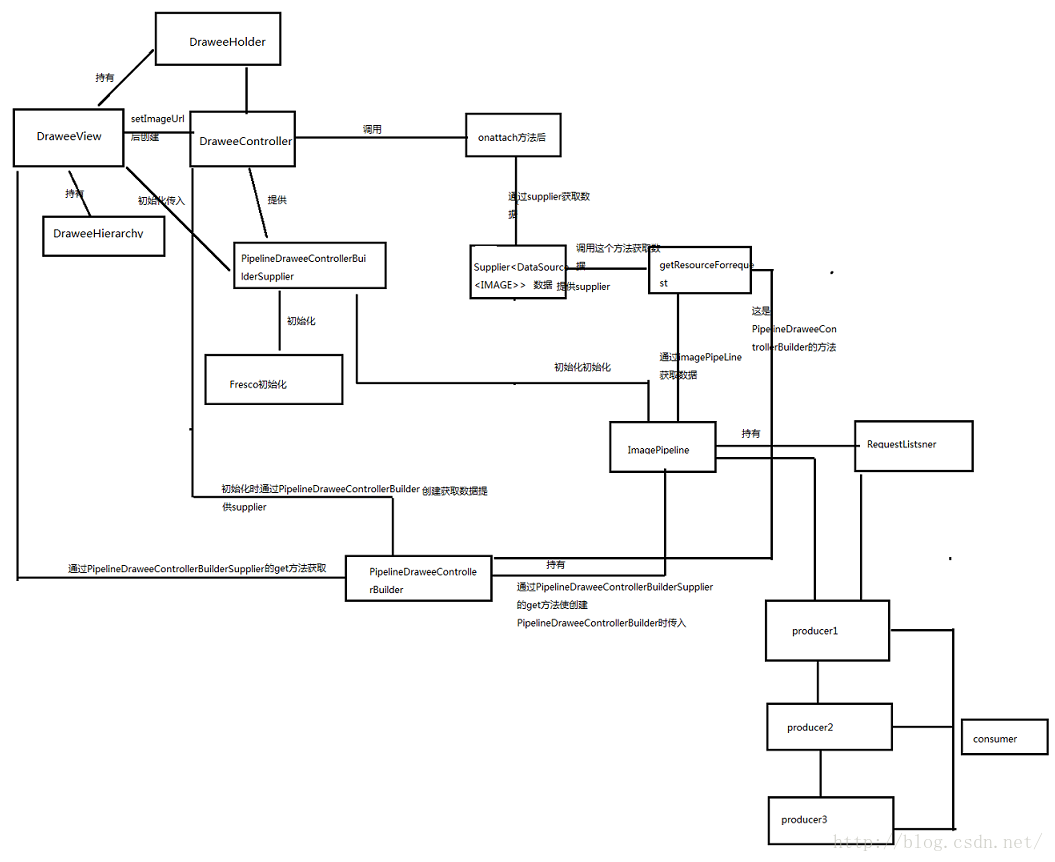 DraweeHolder
持有
setImageUrl
后创建
DraweeView
DraweeController
调用
onattach方法后
持有
初始化传入
提供
通过supplier获取数
据
DraweeHierarchy
PipelineDraweeControllerBui
lderSupplier
Supplier<DataSource
<IMAGE>> 数据
调用这个方法获取数
据
提供supplier
getResourceForreque
st
这是
PipelineDraweeCon
trollerBuilder的方法
初始化
Fresco初始化
初始化初始化
通过imagePipeLine
获取数据
ImagePipeline
持有
RequestListsner
初始化时通过PipelineDraweeControllerBuilder 创建获取数据提
供supplier
通过PipelineDraweeControllerBuilderSupplier的get方法获取
PipelineDraweeControlle
rBuilder
持有
通过PipelineDraweeControllerBuilderSupplier
的get方法使创建
PipelineDraweeControllerBuilder时传入
producer1
producer2
consumer
producer3
http://blog.csdn.net/